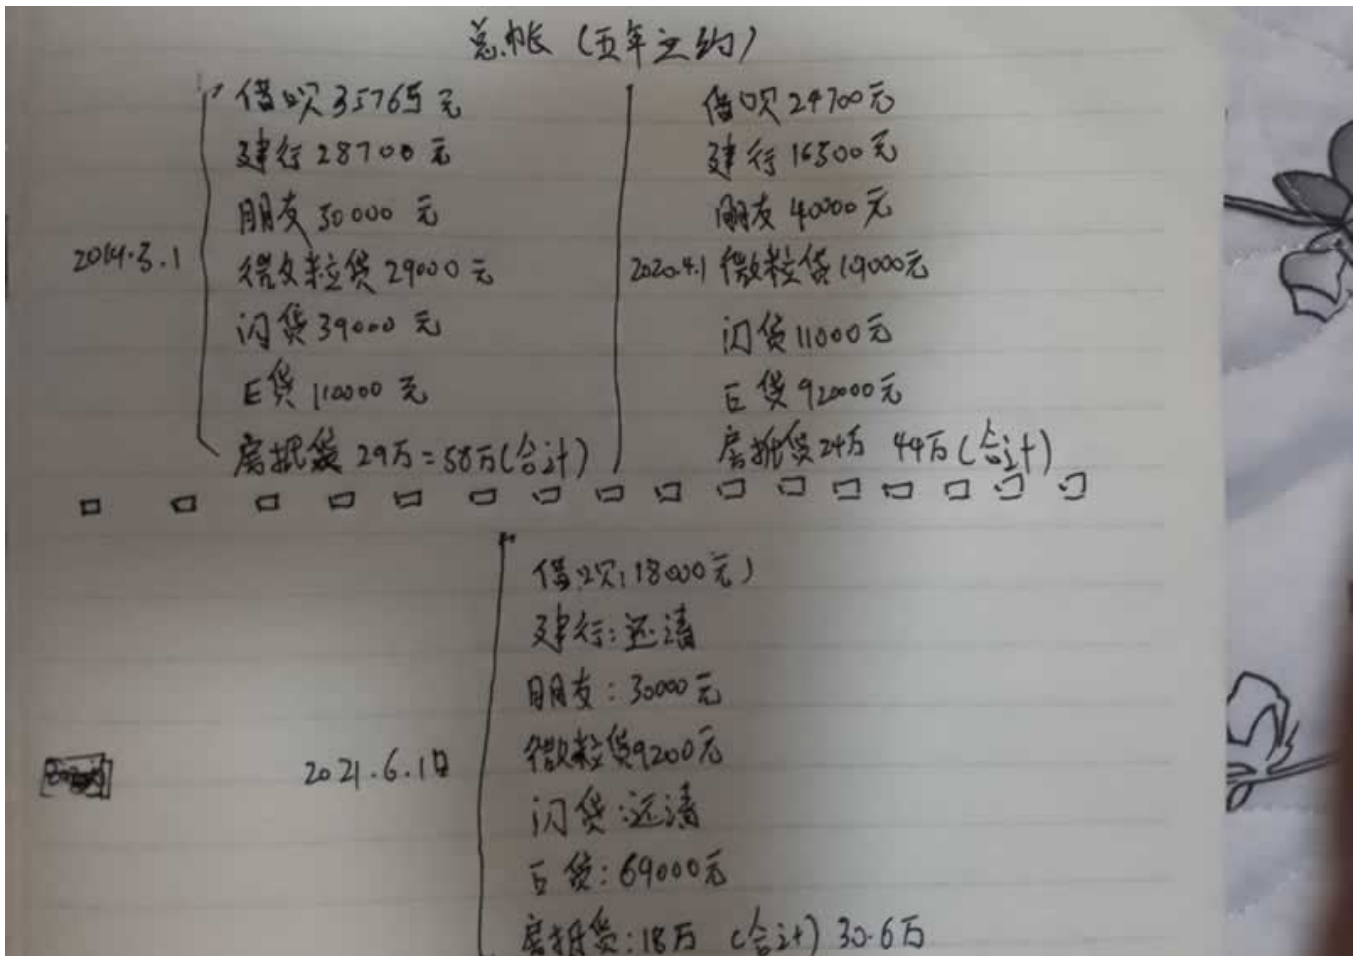 总帐(五年之约)
借呗35765元
建行28700元
朋友50000元
2019.3.1
微粒贷29000元
闪贷39000元
E贷110000元
房抵贷 29万=58万(合计)
借呗24700元
建行16500元
朋友40000元
2020.4.1 微粒贷19000元
闪贷11000元
E贷92000元
房抵贷24万 44万(合计)
借呗:18000元)
建行:还清
朋友:30000元
2021.6.1日
微粒贷9200元
闪贷:还清
E贷:69000元
房抵贷:18万 (合计) 30.6万